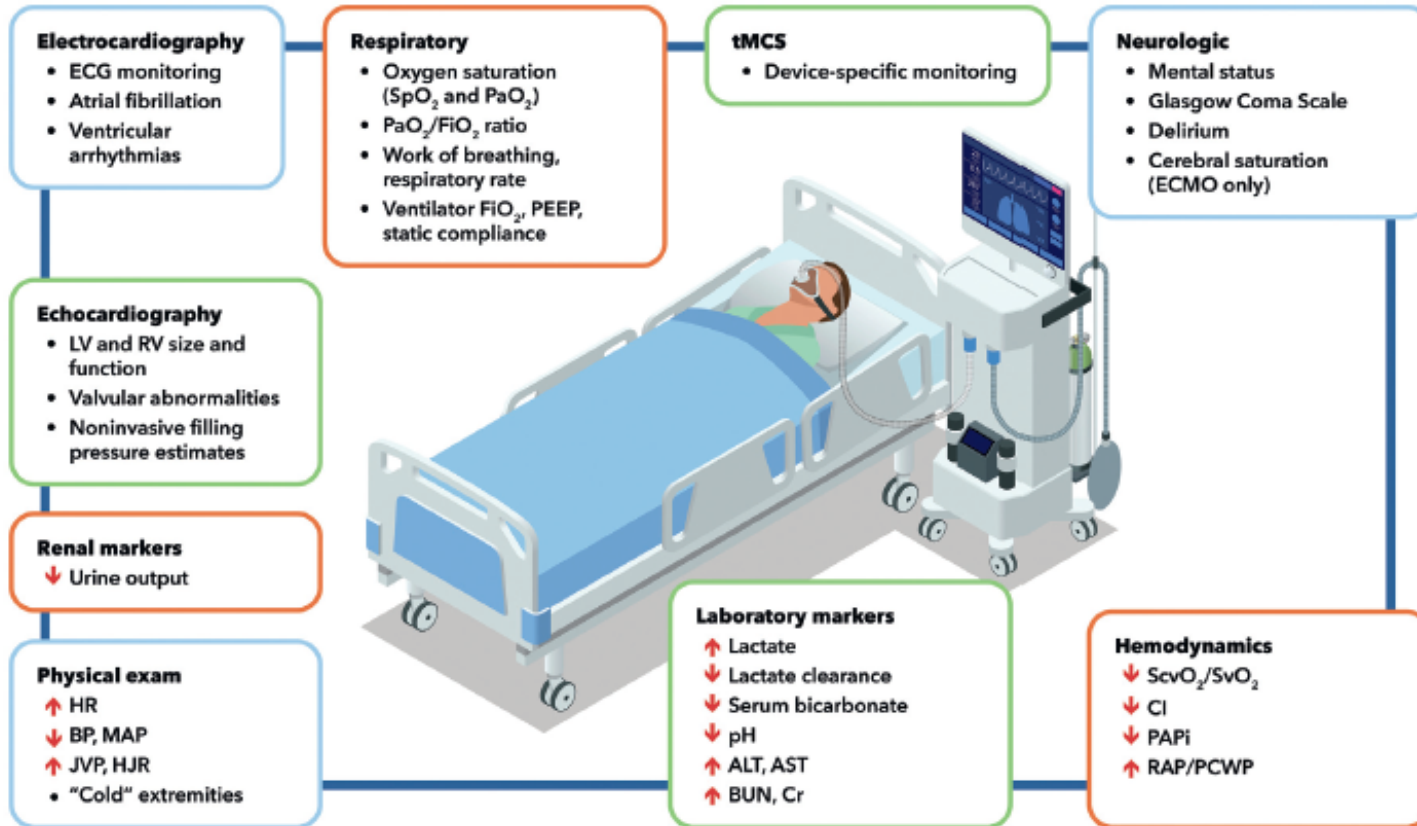 Electrocardiography
• ECG monitoring
• Atrial fibrillation
• Ventricular
arrhythmias
Respiratory
• Oxygen saturation
(SpO₂ and PaO₂)
• PaO₂/FiO₂ ratio
• Work of breathing,
respiratory rate
• Ventilator FiO₂, PEEP,
static compliance
tMCS
• Device-specific monitoring
Neurologic
• Mental status
• Glasgow Coma Scale
• Delirium
• Cerebral saturation
(ECMO only)
Echocardiography
• LV and RV size and
function
• Valvular abnormalities
• Noninvasive filling
pressure estimates
Renal markers
↓ Urine output
Physical exam
↑ HR
↓ BP, MAP
↑ JVP, HJR
• “Cold” extremities
Laboratory markers
↑ Lactate
↓ Lactate clearance
↓ Serum bicarbonate
↓ pH
↑ ALT, AST
↑ BUN, Cr
Hemodynamics
↓ ScvO₂/SvO₂
↓ CI
↓ PAPi
↑ RAP/PCWP